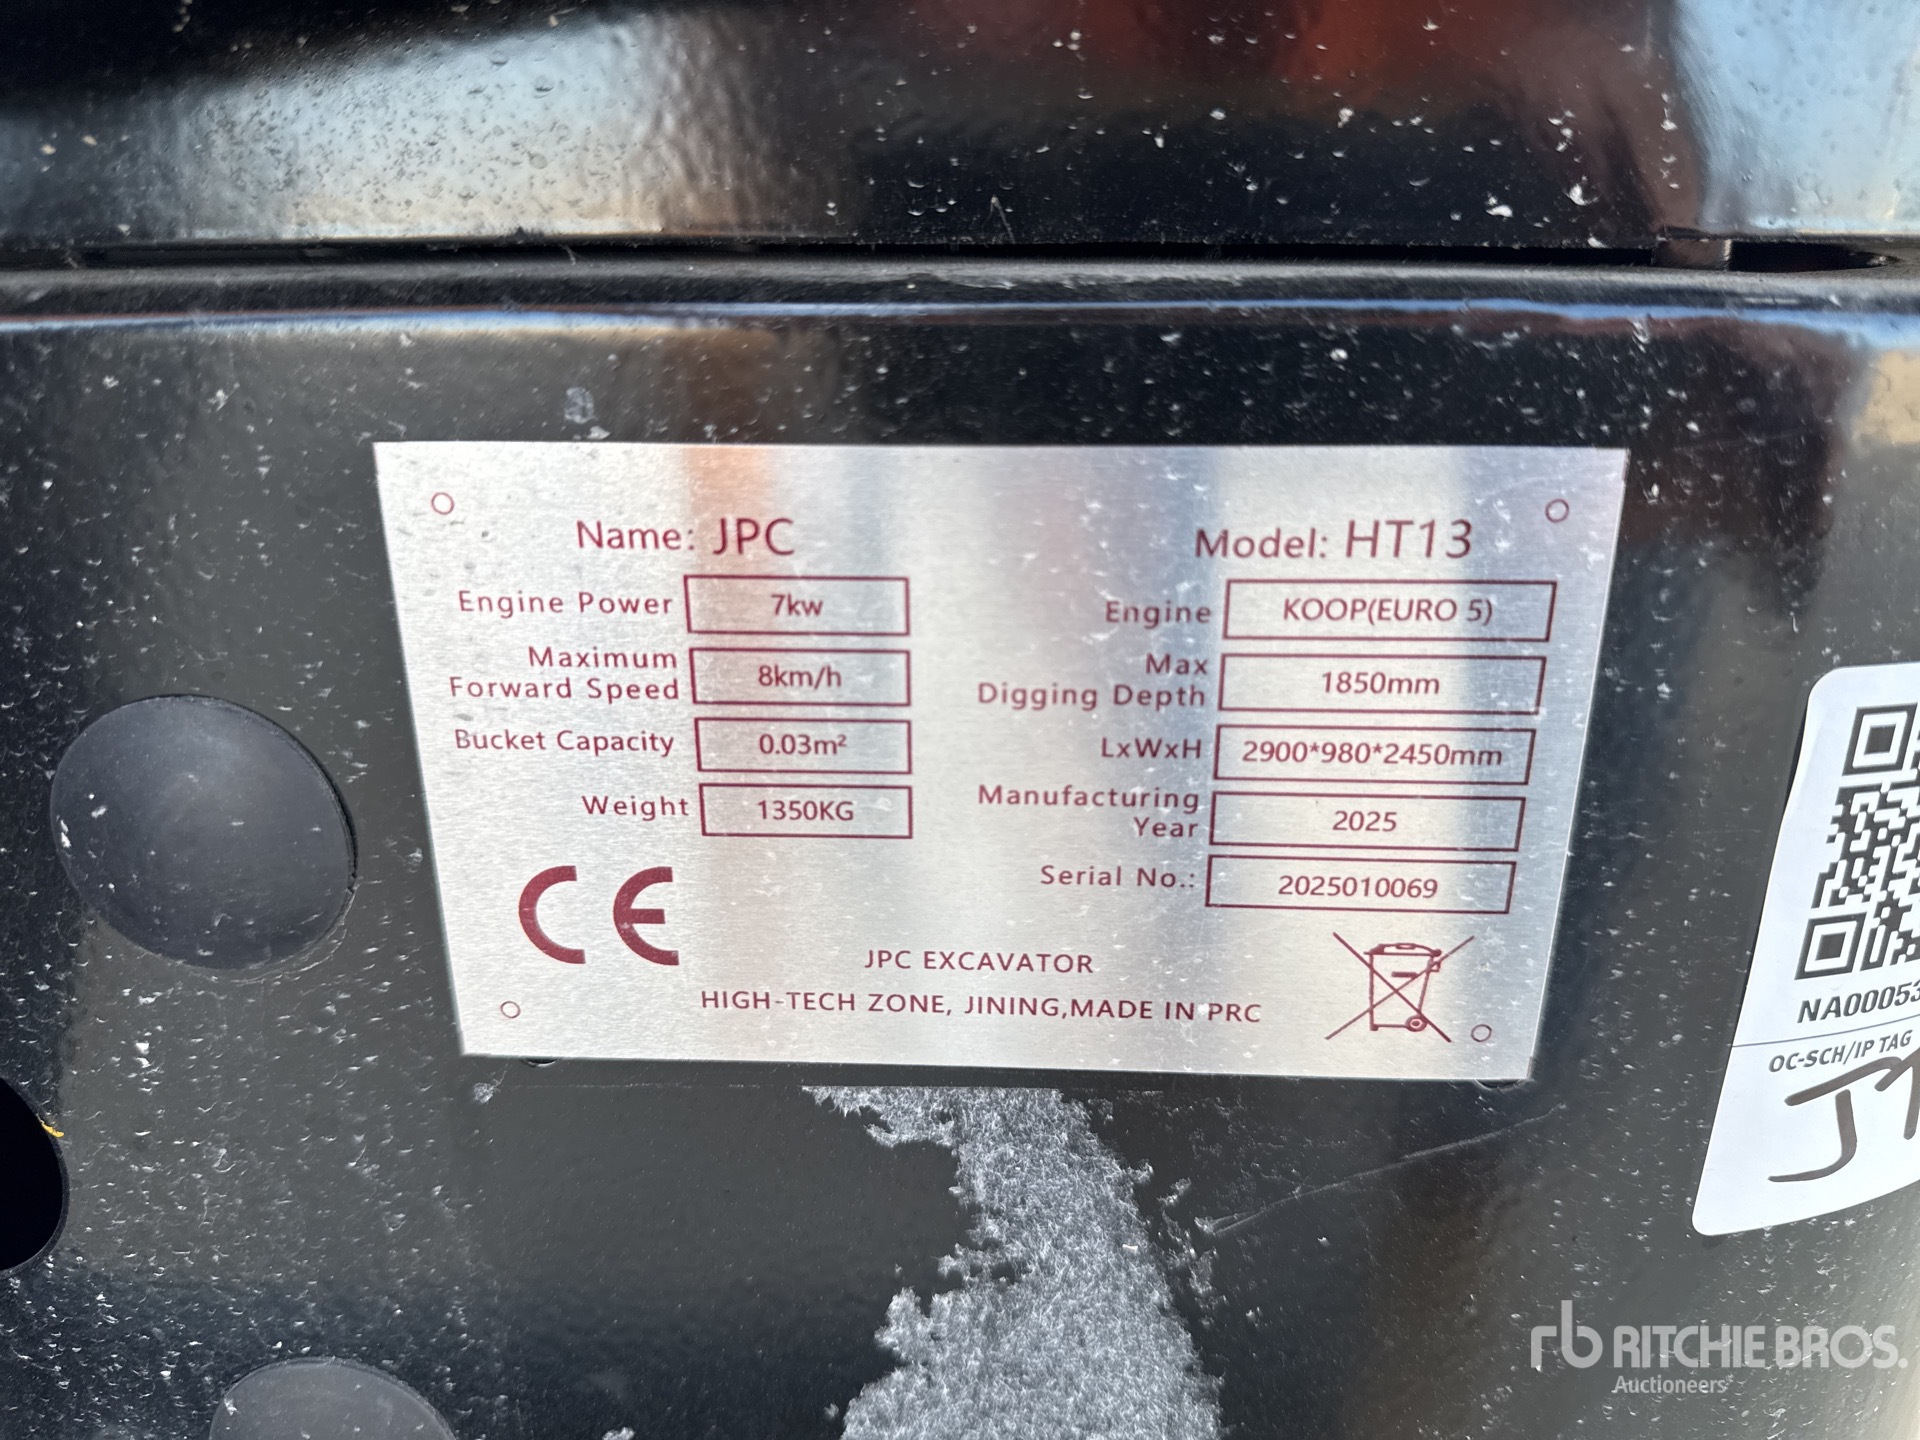 Name: JPC
Model: HT13
Engine Power 7kw
Engine KOOP(EURO 5)
Maximum
Forward Speed 8km/h
Max
Digging Depth 1850mm
Bucket Capacity 0.03m²
LxWxH 2900*980*2450mm
Weight 1350KG
Manufacturing
Year 2025
Serial No.: 2025010069
CE
JPC EXCAVATOR
HIGH-TECH ZONE, JINING,MADE IN PRC
NA00053
OC-SCH/IP TAG
rb RITCHIE BROS.
Auctioneers